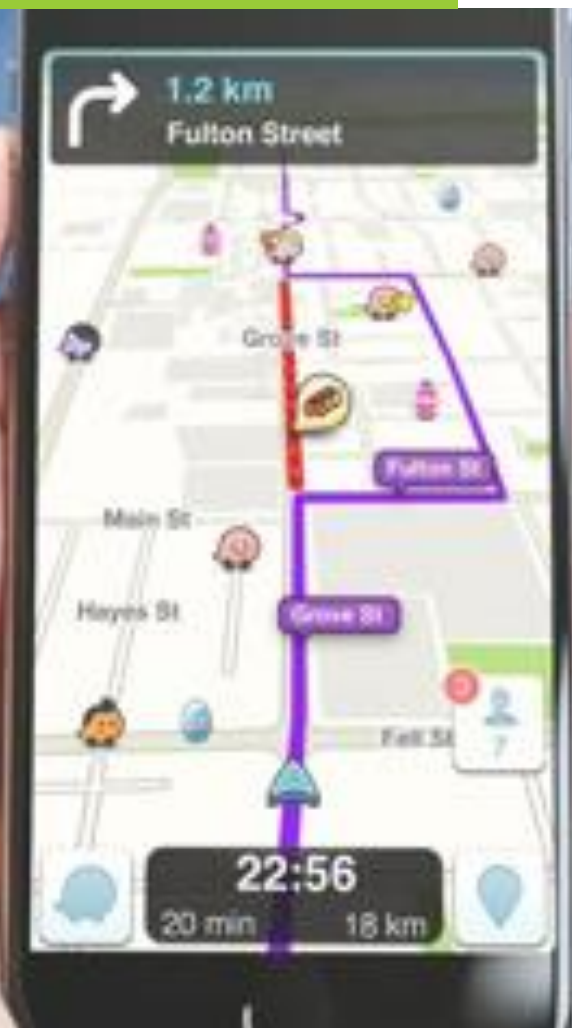 1.2 km
Fulton Street
Grove St
Fulton St
Main St
Hayes St
Grove St
Fell St
7
22:56
20 min
18 km